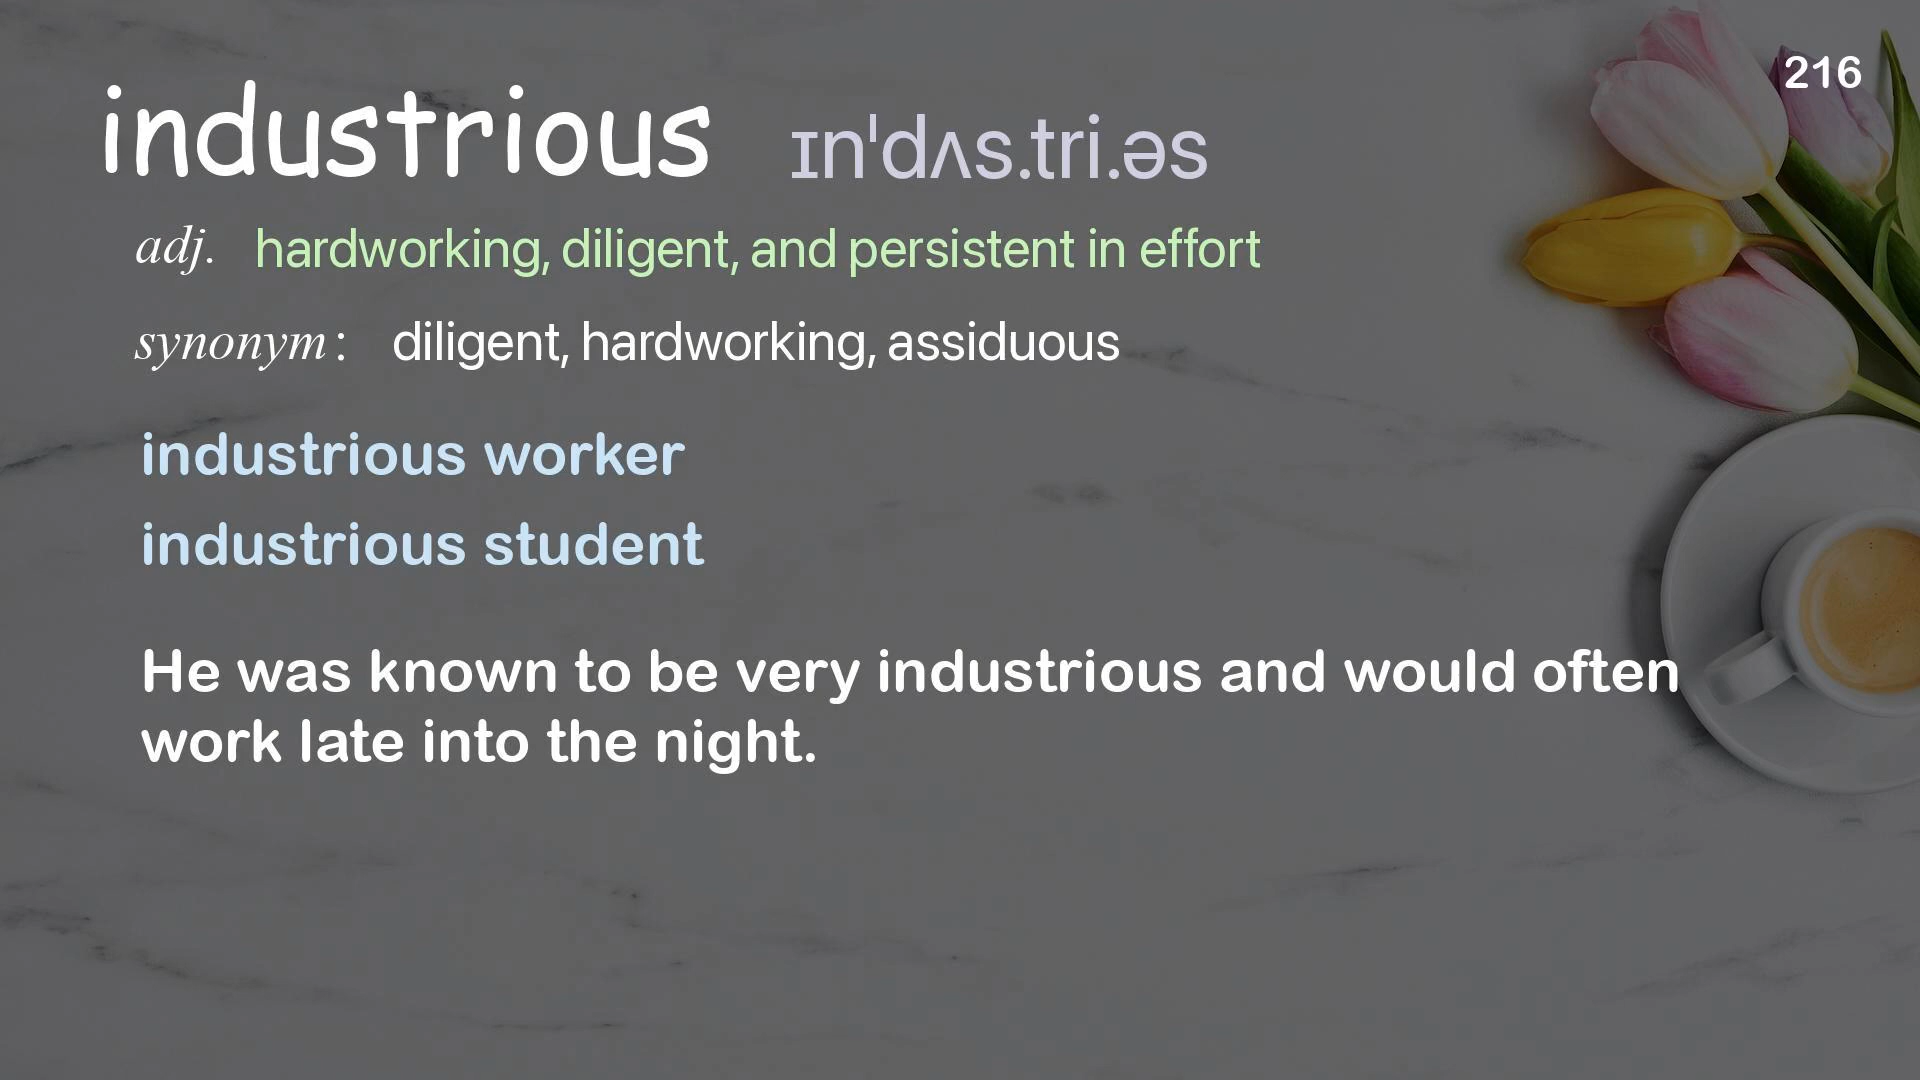 216
industrious ɪnˈdʌs.tri.əs
adj. hardworking, diligent, and persistent in effort
synonym: diligent, hardworking, assiduous
industrious worker
industrious student
He was known to be very industrious and would often
work late into the night.